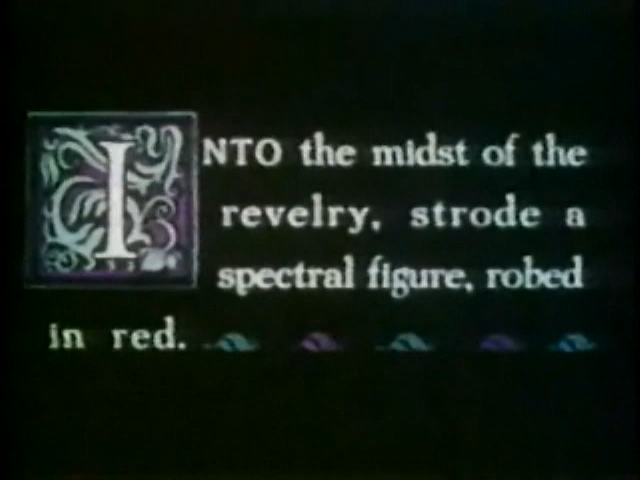 INTO the midst of the
revelry, strode a
spectral figure, robed
in red.